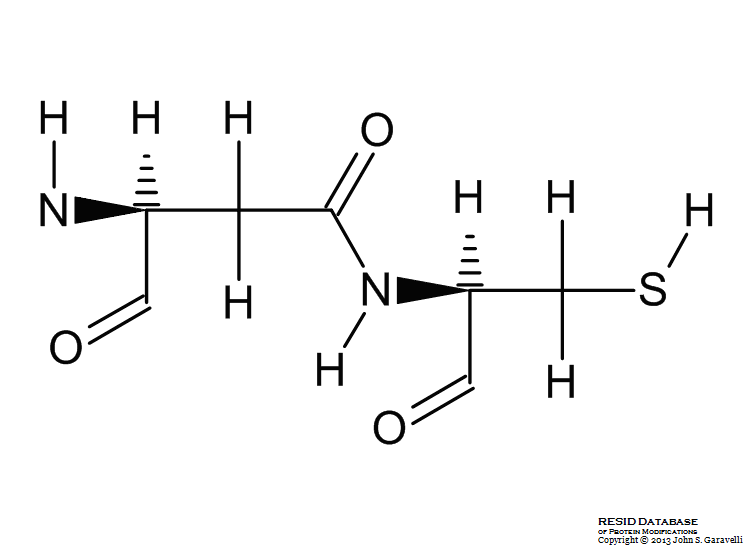 H H H O
N H H H
H N S
O H H
O
RESID DATABASE
OF PROTEIN MODIFICATIONS
Copyright © 2013 John S. Garavelli